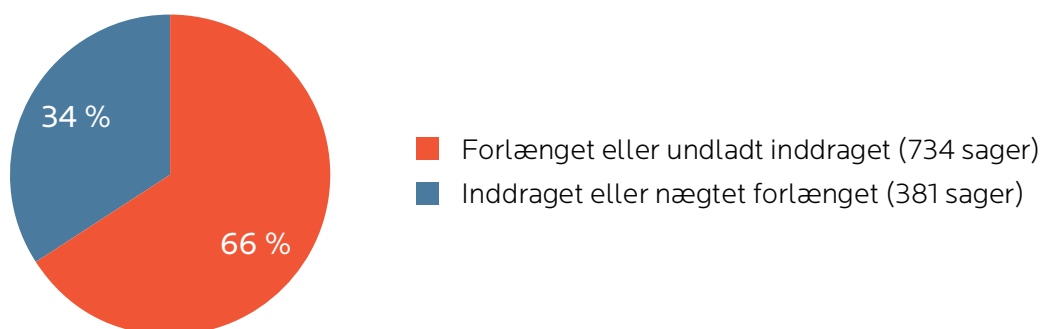 34 %
66 %
Forlænget eller undladt inddraget (734 sager)
Inddraget eller nægtet forlænget (381 sager)